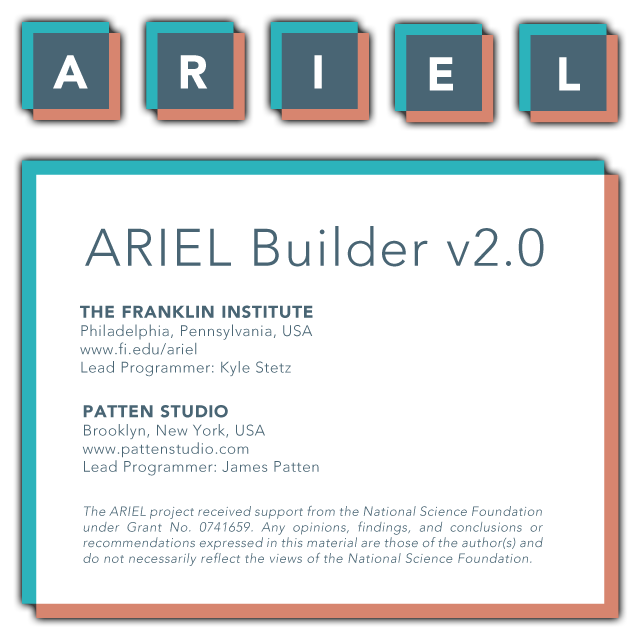 A R I E L
ARIEL Builder v2.0
THE FRANKLIN INSTITUTE
Philadelphia, Pennsylvania, USA
www.fi.edu/ariel
Lead Programmer: Kyle Stetz
PATTEN STUDIO
Brooklyn, New York, USA
www.pattenstudio.com
Lead Programmer: James Patten
The ARIEL project received support from the National Science Foundation
under Grant No. 0741659. Any opinions, findings, and conclusions or
recommendations expressed in this material are those of the author(s) and
do not necessarily reflect the views of the National Science Foundation.